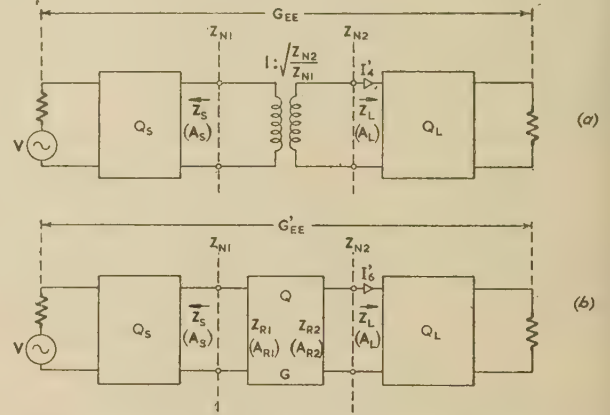 G_EE
Z_N1 Z_N2
1:√(Z_N2/Z_N1)
I'_4
V Q_S Z_S (A_S) Z_L (A_L) Q_L
(a)
G'_EE
Z_N1 Z_N2
Q I'_6
V Q_S Z_S (A_S) Z_R1 (A_R1) Z_R2 (A_R2) Z_L (A_L) Q_L
G
(b)
1